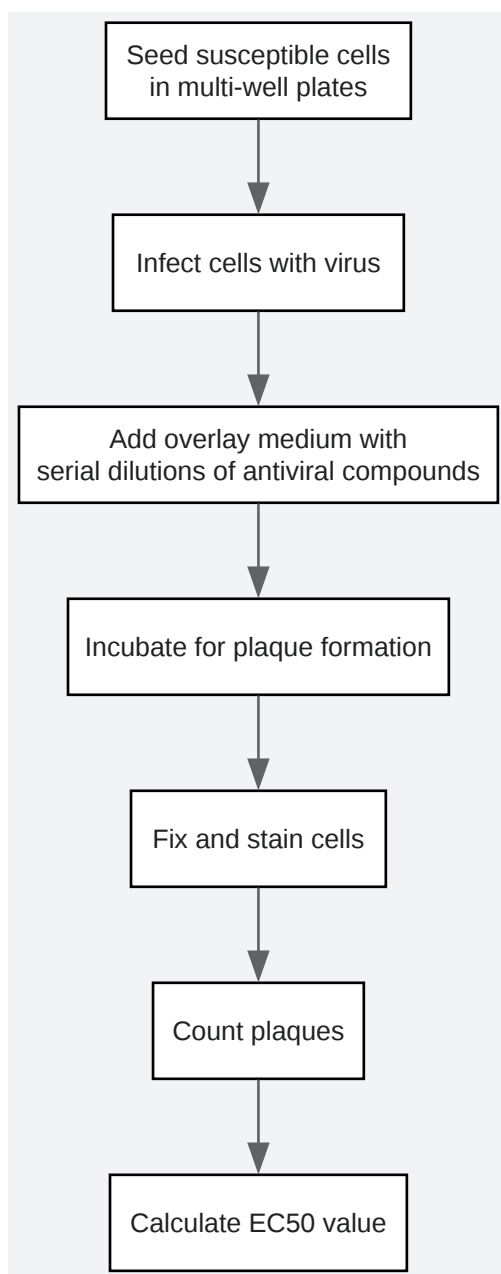 Seed susceptible cells
in multi-well plates
Infect cells with virus
Add overlay medium with
serial dilutions of antiviral compounds
Incubate for plaque formation
Fix and stain cells
Count plaques
Calculate EC50 value